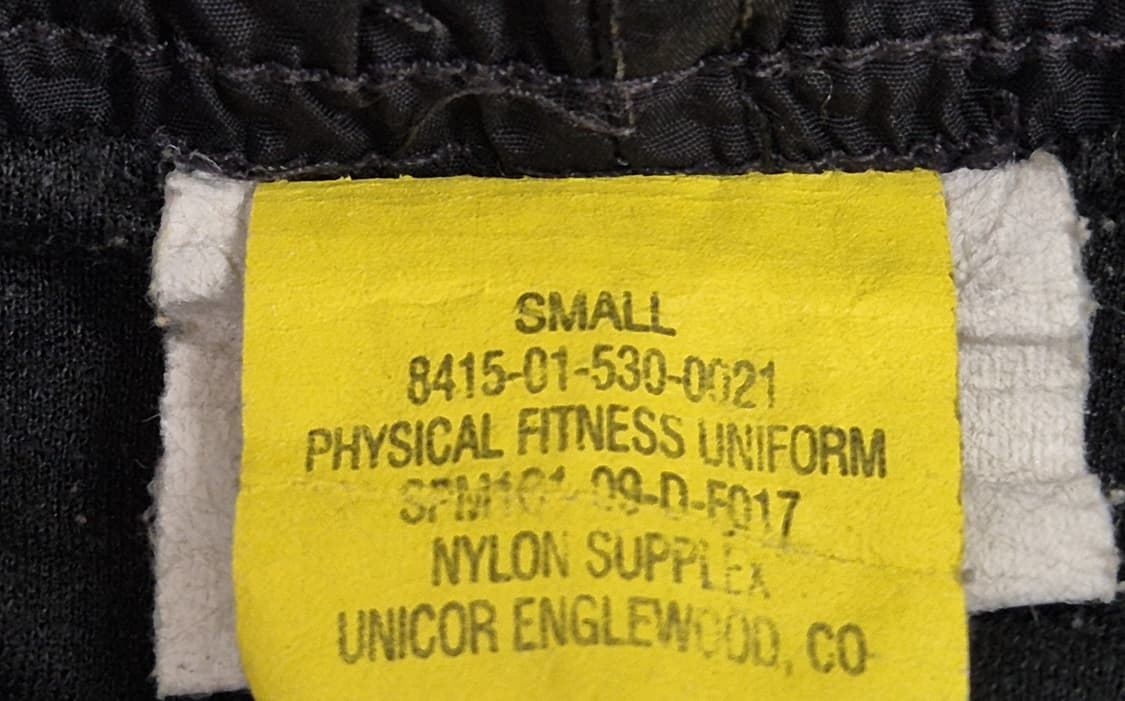 SMALL
8415-01-530-0021
PHYSICAL FITNESS UNIFORM
SPM1C1-09-D-F017
NYLON SUPPLEX
UNICOR ENGLEWOOD, CO